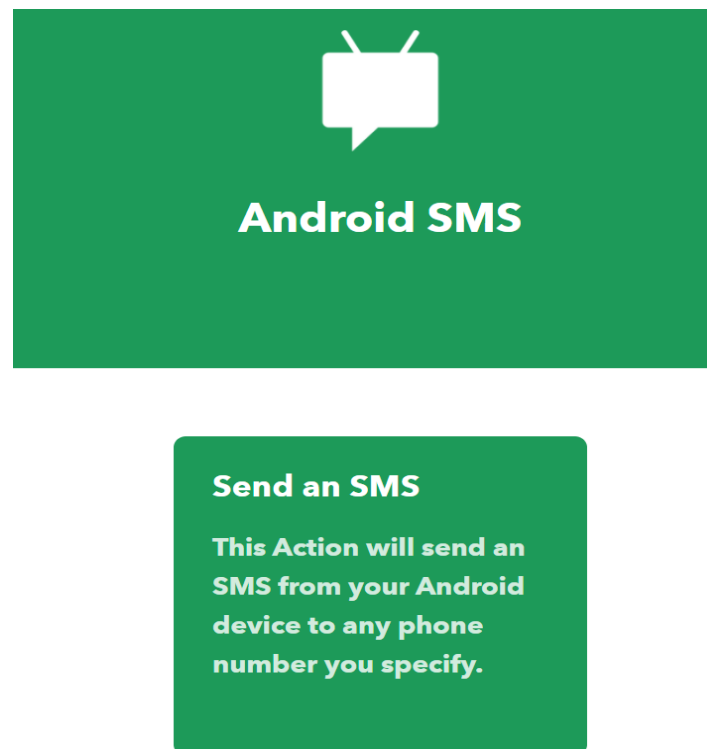 Android SMS
Send an SMS
This Action will send an
SMS from your Android
device to any phone
number you specify.